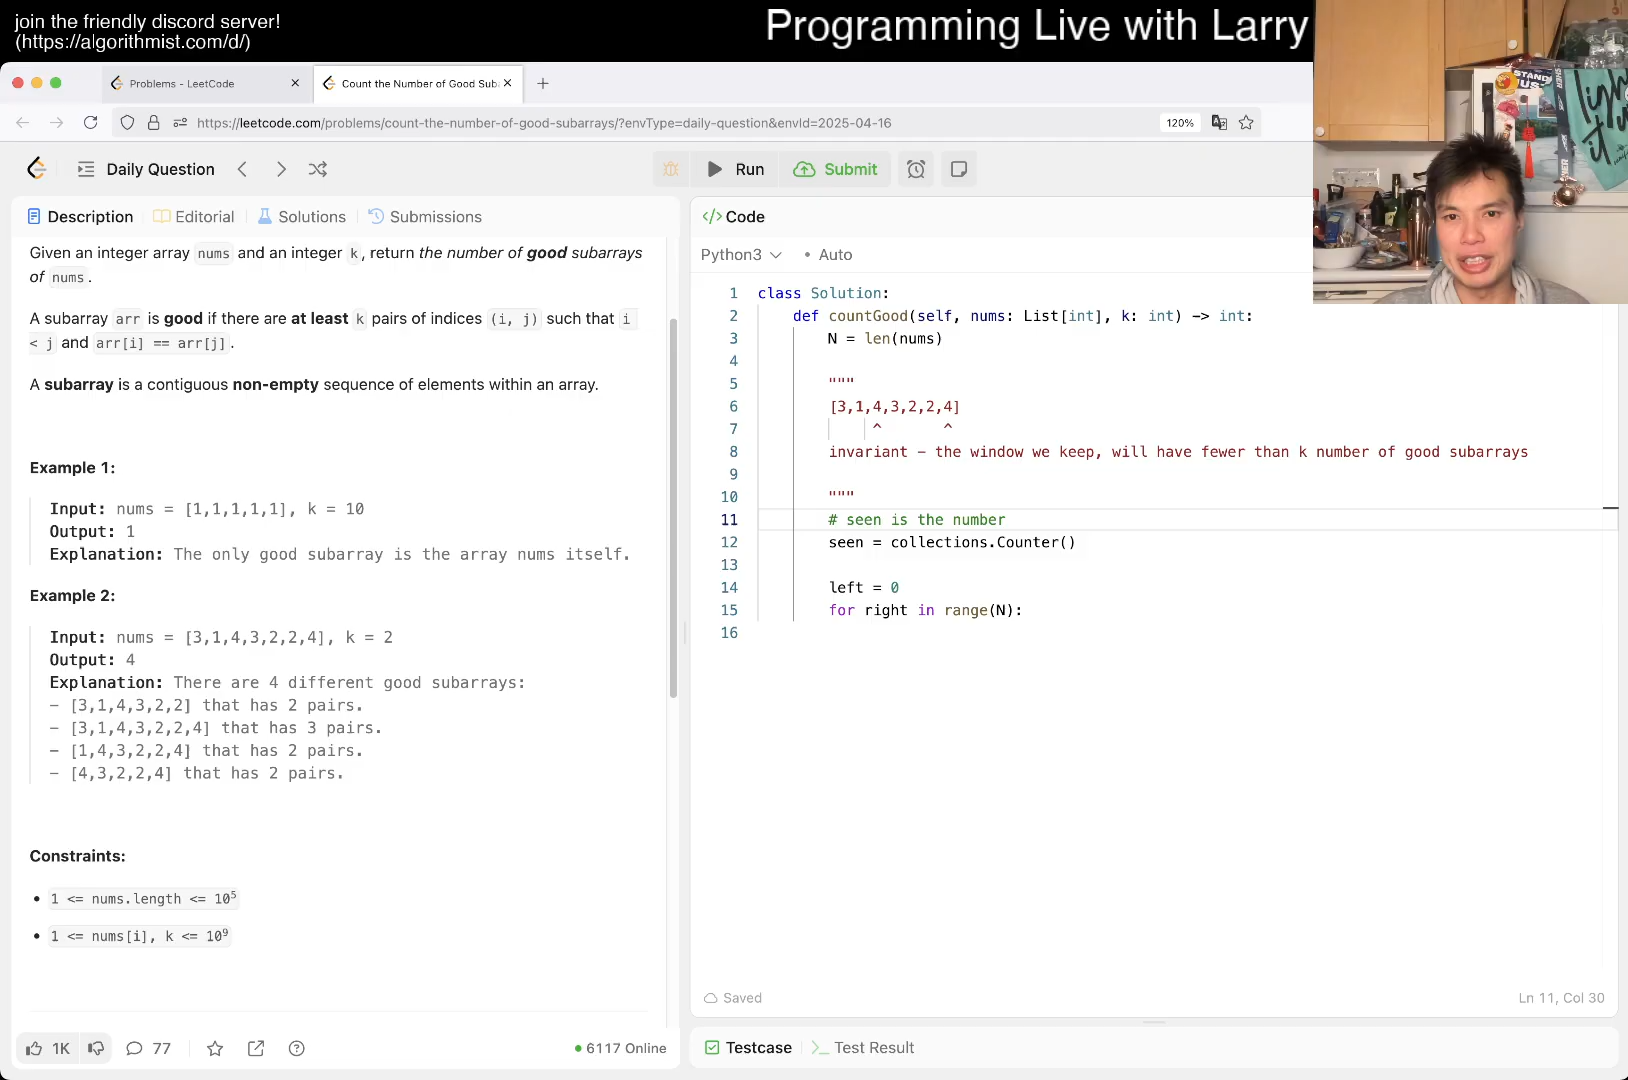 join the friendly discord server!
(https://algorithmist.com/d/)
Programming Live with Larry
Problems - LeetCode
Count the Number of Good Sub
https://leetcode.com/problems/count-the-number-of-good-subarrays/?envType=daily-question&envId=2025-04-16
120%
Daily Question
Run
Submit
Description
Editorial
Solutions
Submissions
Given an integer array nums and an integer k, return the number of good subarrays
of nums.
A subarray arr is good if there are at least k pairs of indices (i, j) such that i
< j and arr[i] == arr[j].
A subarray is a contiguous non-empty sequence of elements within an array.
Example 1:
Input: nums = [1,1,1,1,1], k = 10
Output: 1
Explanation: The only good subarray is the array nums itself.
Example 2:
Input: nums = [3,1,4,3,2,2,4], k = 2
Output: 4
Explanation: There are 4 different good subarrays:
- [3,1,4,3,2,2] that has 2 pairs.
- [3,1,4,3,2,2,4] that has 3 pairs.
- [1,4,3,2,2,4] that has 2 pairs.
- [4,3,2,2,4] that has 2 pairs.
Constraints:
• 1 <= nums.length <= 10⁵
• 1 <= nums[i], k <= 10⁹
1K
77
6117 Online
</> Code
Python3
• Auto
1 class Solution:
2 def countGood(self, nums: List[int], k: int) -> int:
3 N = len(nums)
4
5 """
6 [3,1,4,3,2,2,4]
7 ^ ^
8 invariant - the window we keep, will have fewer than k number of good subarrays
9
10 """
11 # seen is the number
12 seen = collections.Counter()
13
14 left = 0
15 for right in range(N):
16
Saved
Ln 11, Col 30
Testcase
Test Result
STAND